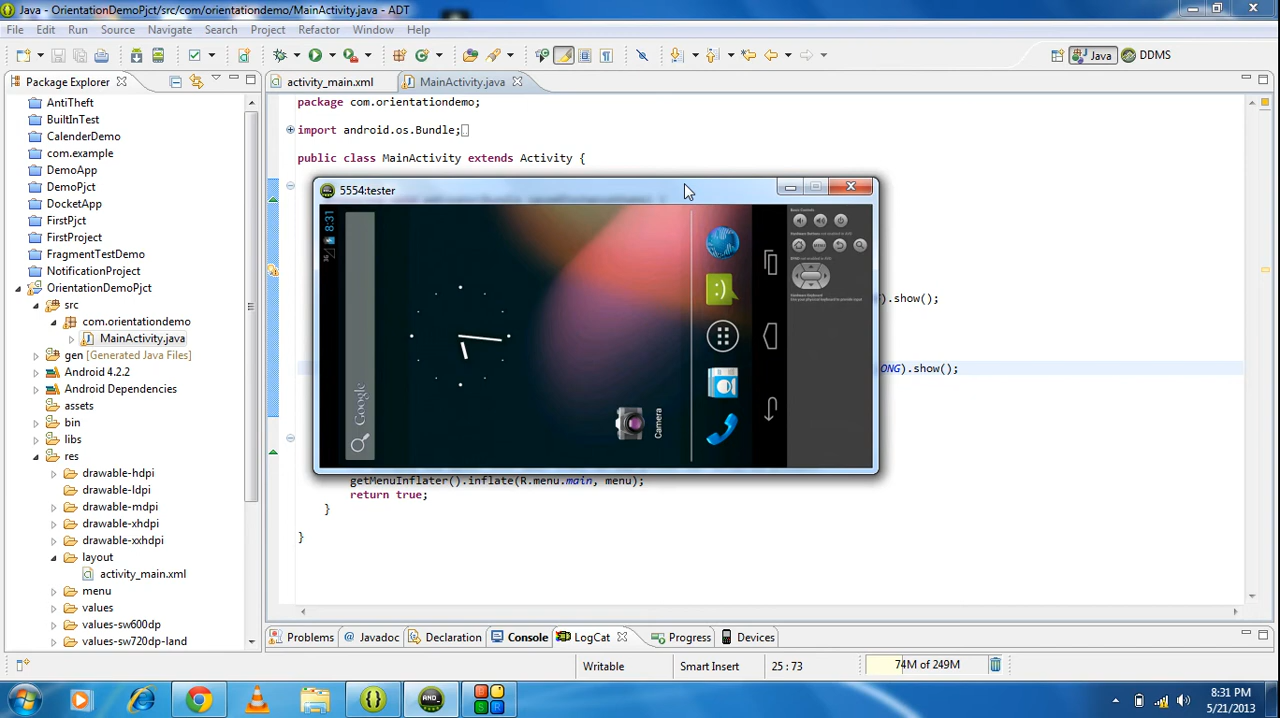 Java - OrientationDemoPjct/src/com/orientationdemo/MainActivity.java - ADT
File Edit Run Source Navigate Search Project Refactor Window Help
Java DDMS
Package Explorer
activity_main.xml
MainActivity.java
AntiTheft
BuiltInTest
CalenderDemo
com.example
DemoApp
DemoPjct
DocketApp
FirstPjct
FirstProject
FragmentTestDemo
NotificationProject
OrientationDemoPjct
src
com.orientationdemo
MainActivity.java
gen [Generated Java Files]
Android 4.2.2
Android Dependencies
assets
bin
libs
res
drawable-hdpi
drawable-ldpi
drawable-mdpi
drawable-xhdpi
drawable-xxhdpi
layout
activity_main.xml
menu
values
values-sw600dp
values-sw720dp-land
package com.orientationdemo;
import android.os.Bundle;
public class MainActivity extends Activity {
).show();
ONG).show();
getMenuInflater().inflate(R.menu.main, menu);
return true;
}
}
5554:tester
8:31
Google
Camera
MENU
Problems Javadoc Declaration Console LogCat Progress Devices
Writable Smart Insert 25 : 73 74M of 249M
8:31 PM
5/21/2013